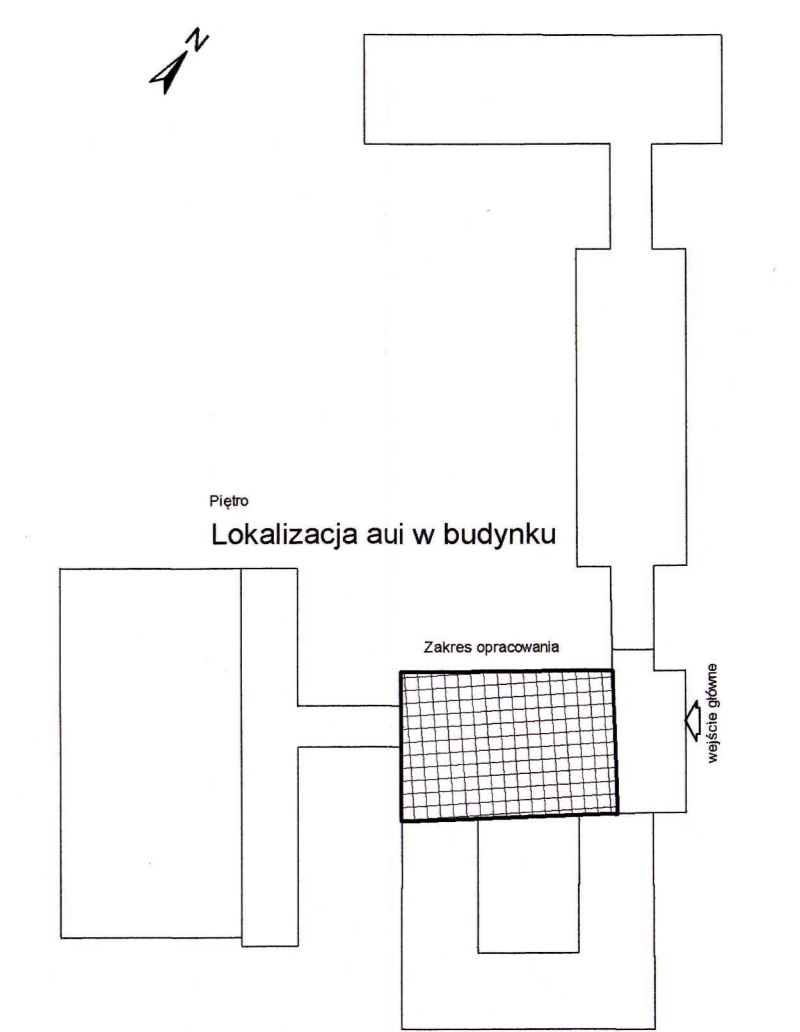 N
Piętro
Lokalizacja aui w budynku
Zakres opracowania
wejście główne